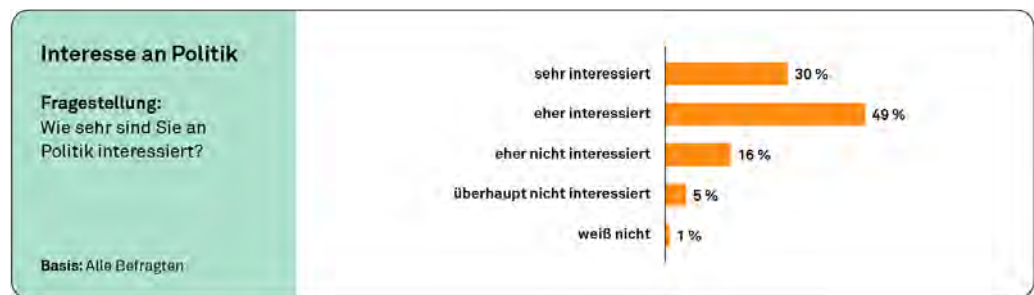 Interesse an Politik
Fragestellung:
Wie sehr sind Sie an
Politik interessiert?
Basis: Alle Befragten
sehr interessiert 30 %
eher interessiert 49 %
eher nicht interessiert 16 %
überhaupt nicht interessiert 5 %
weiß nicht 1 %